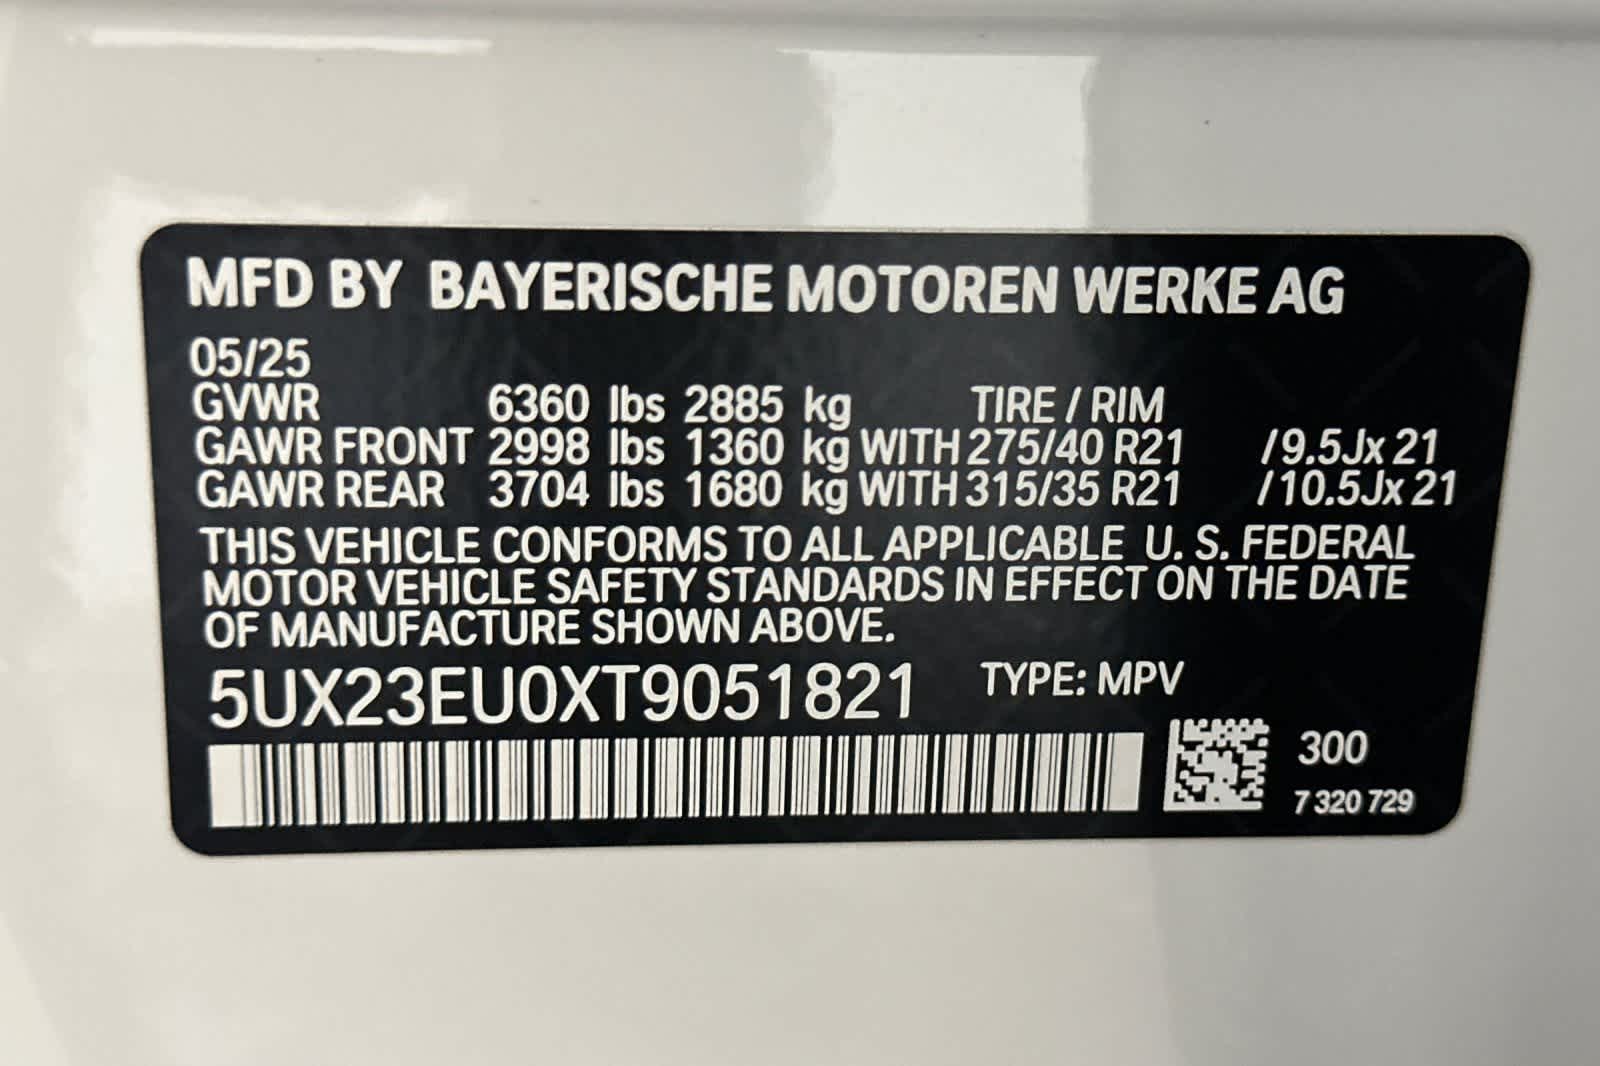 MFD BY BAYERISCHE MOTOREN WERKE AG
05/25
GVWR 6360 lbs 2885 kg TIRE / RIM
GAWR FRONT 2998 lbs 1360 kg WITH 275/40 R21 /9.5Jx 21
GAWR REAR 3704 lbs 1680 kg WITH 315/35 R21 /10.5Jx 21
THIS VEHICLE CONFORMS TO ALL APPLICABLE U. S. FEDERAL
MOTOR VEHICLE SAFETY STANDARDS IN EFFECT ON THE DATE
OF MANUFACTURE SHOWN ABOVE.
5UX23EU0XT9051821 TYPE: MPV
300
7 320 729